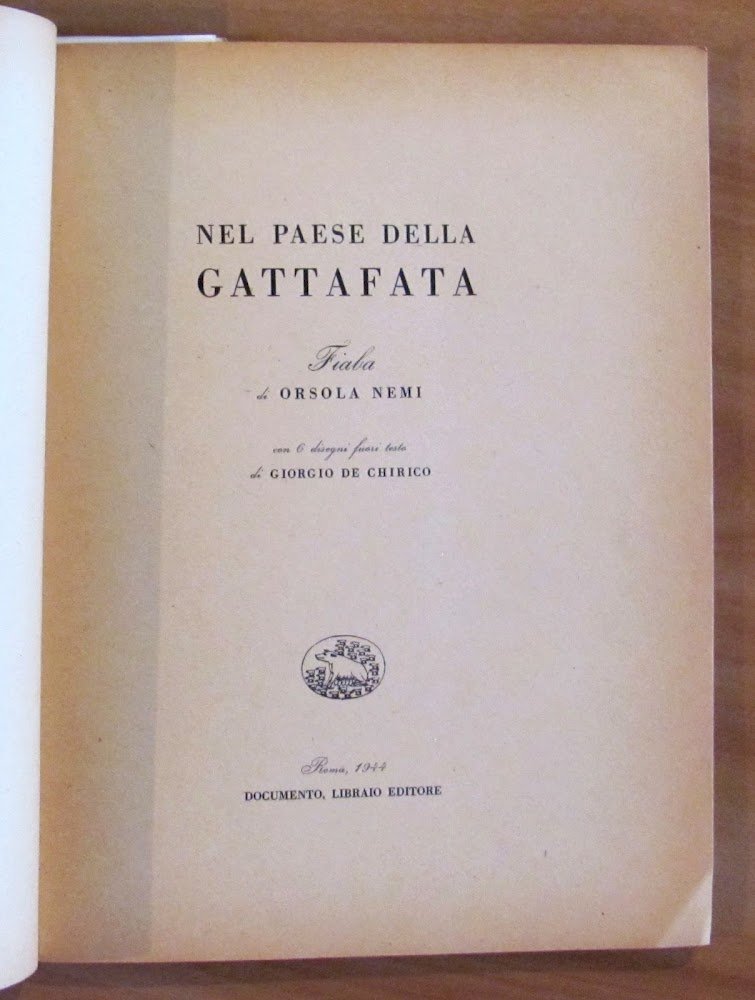 NEL PAESE DELLA
GATTAFATA
Fiaba
di ORSOLA NEMI
con 6 disegni fuori testo
di GIORGIO DE CHIRICO
Roma, 1944
DOCUMENTO, LIBRAIO EDITORE